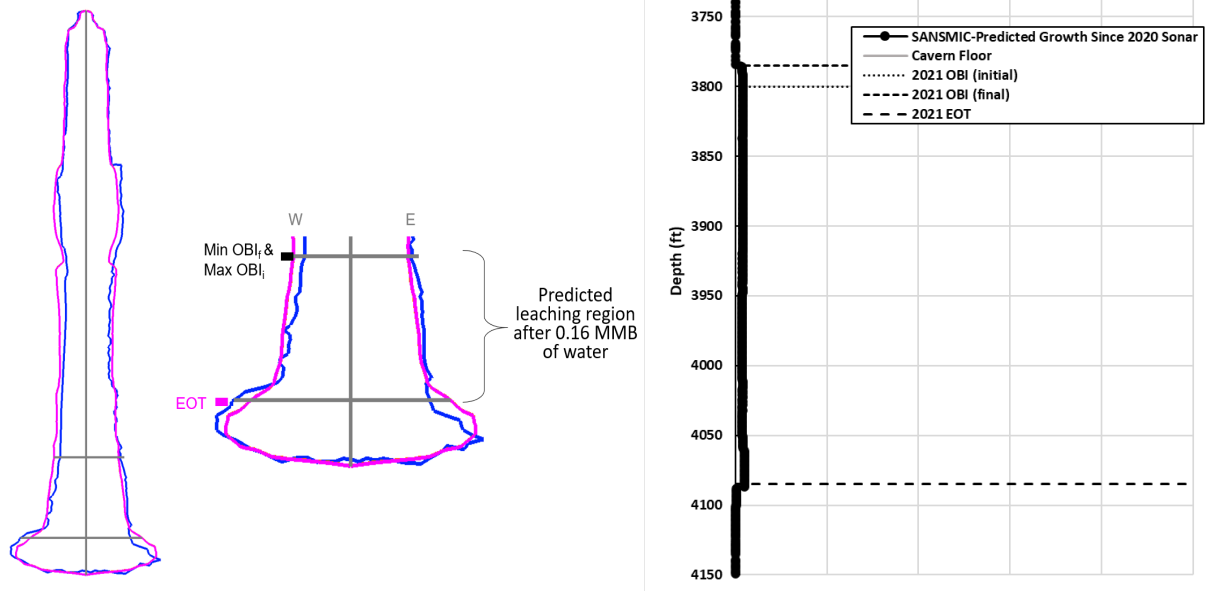 W
E
Min OBIf &
Max OBIi
Predicted
leaching region
after 0.16 MMB
of water
EOT
3750
3800
3850
3900
3950
4000
4050
4100
4150
Depth (ft)
SANSMIC-Predicted Growth Since 2020 Sonar
Cavern Floor
2021 OBI (initial)
2021 OBI (final)
2021 EOT